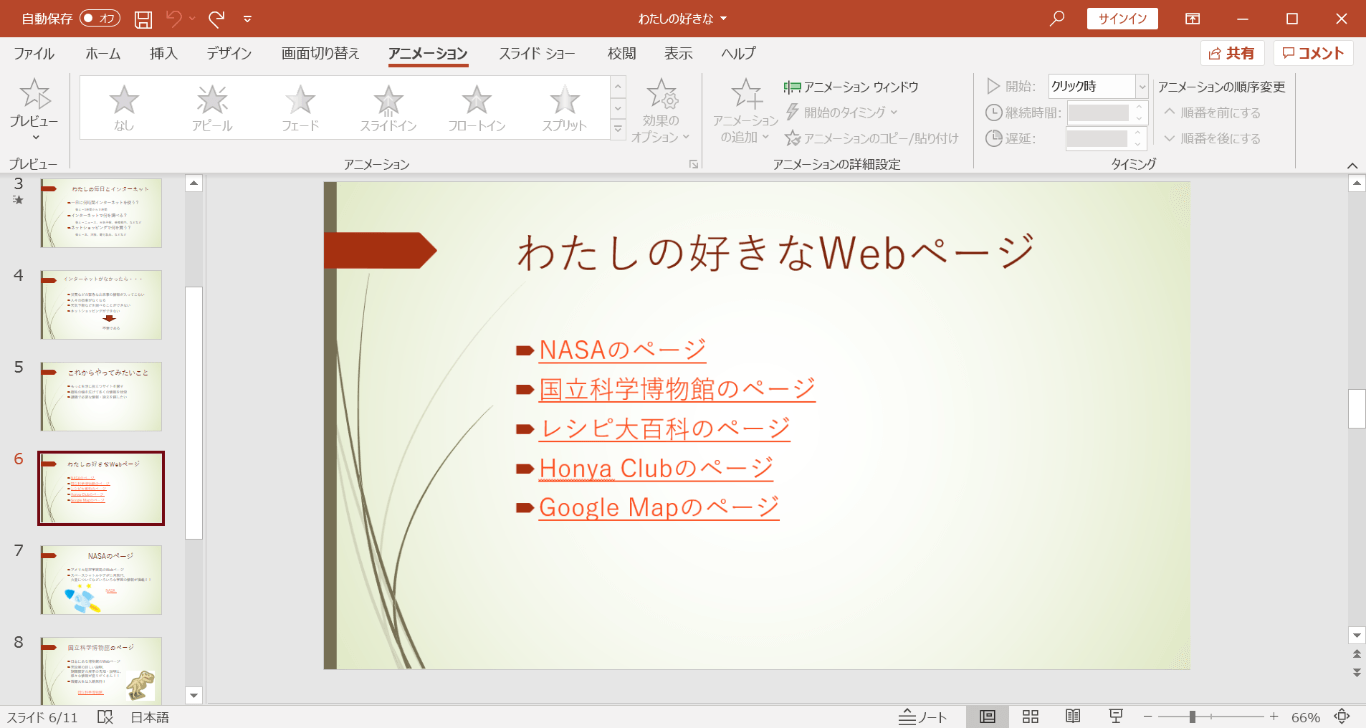 自動保存 オフ わたしの好きな サインイン
ファイル ホーム 挿入 デザイン 画面切り替え アニメーション スライド ショー 校閲 表示 ヘルプ 共有 コメント
プレビュー なし アピール フェード スライドイン フロートイン スプリット 効果の
オプション
アニメーション
の追加
アニメーション ウィンドウ
開始のタイミング
アニメーションのコピー/貼り付け
開始: クリック時
継続時間:
遅延:
アニメーションの順序変更
順番を前にする
順番を後にする
プレビュー アニメーション アニメーションの詳細設定 タイミング
3
わたしの毎日とインターネット
4
インターネットがなかったら・・・
5
これからやってみたいこと
6
わたしの好きなWebページ
7
NASAのページ
8
国立科学博物館のページ
わたしの好きなWebページ
NASAのページ
国立科学博物館のページ
レシピ大百科のページ
Honya Clubのページ
Google Mapのページ
スライド 6/11 日本語 ノート 66%